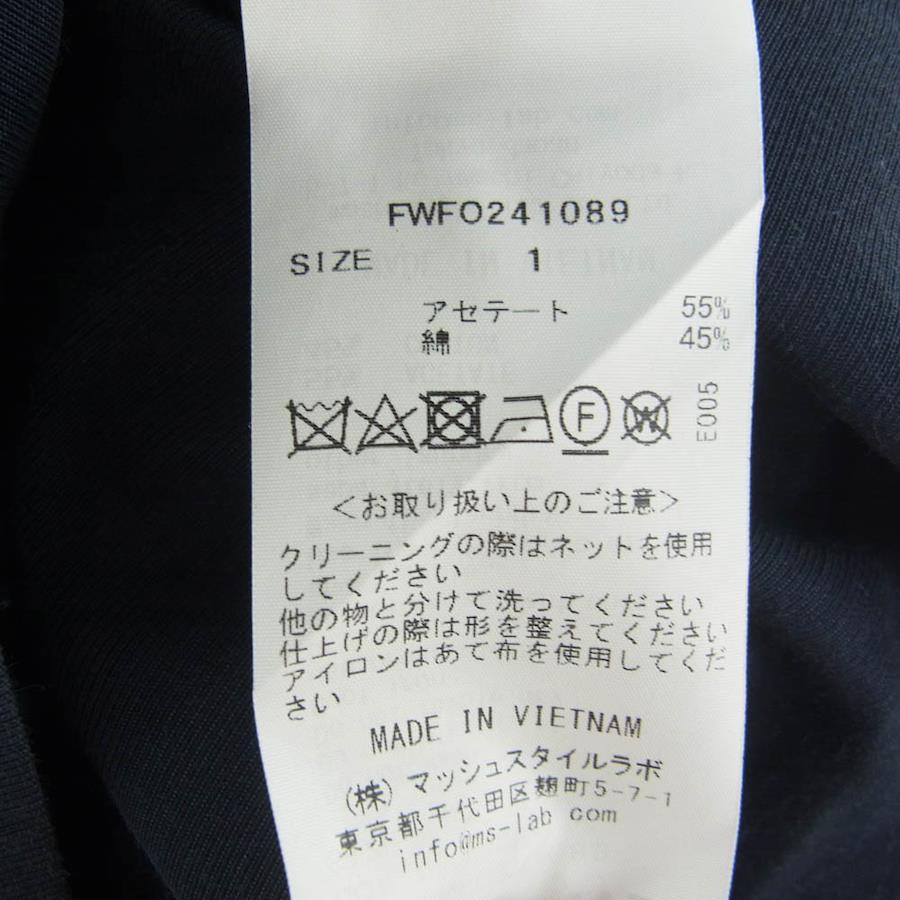 FWFO241089
SIZE 1
アセテート 55%
綿 45%
F W E005
<お取り扱い上のご注意>
クリーニングの際はネットを使用
してください
他の物と分けて洗ってください
仕上げの際は形を整えてください
アイロンはあて布を使用してくだ
さい
MADE IN VIETNAM
(株)マッシュスタイルラボ
東京都千代田区麹町5-7-1
info@ms-lab com